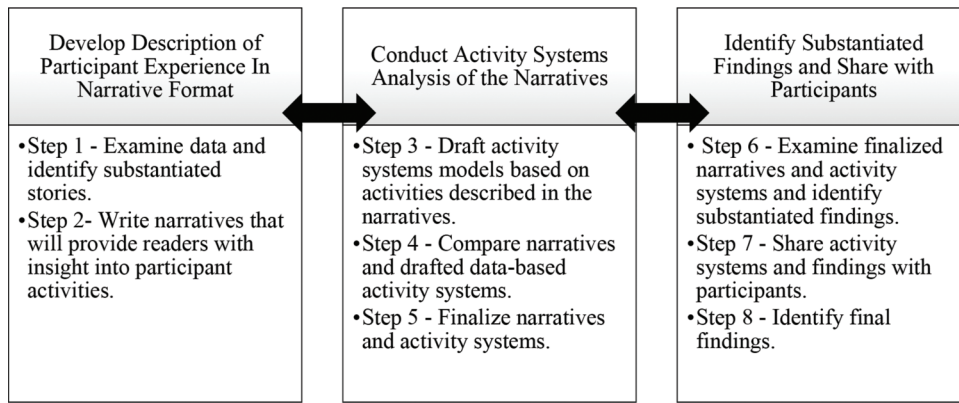 Develop Description of
Participant Experience In
Narrative Format
•Step 1 - Examine data and
identify substantiated
stories.
•Step 2- Write narratives that
will provide readers with
insight into participant
activities.
Conduct Activity Systems
Analysis of the Narratives
•Step 3 - Draft activity
systems models based on
activities described in the
narratives.
•Step 4 - Compare narratives
and drafted data-based
activity systems.
•Step 5 - Finalize narratives
and activity systems.
Identify Substantiated
Findings and Share with
Participants
• Step 6 - Examine finalized
narratives and activity
systems and identify
substantiated findings.
•Step 7 - Share activity
systems and findings with
participants.
•Step 8 - Identify final
findings.